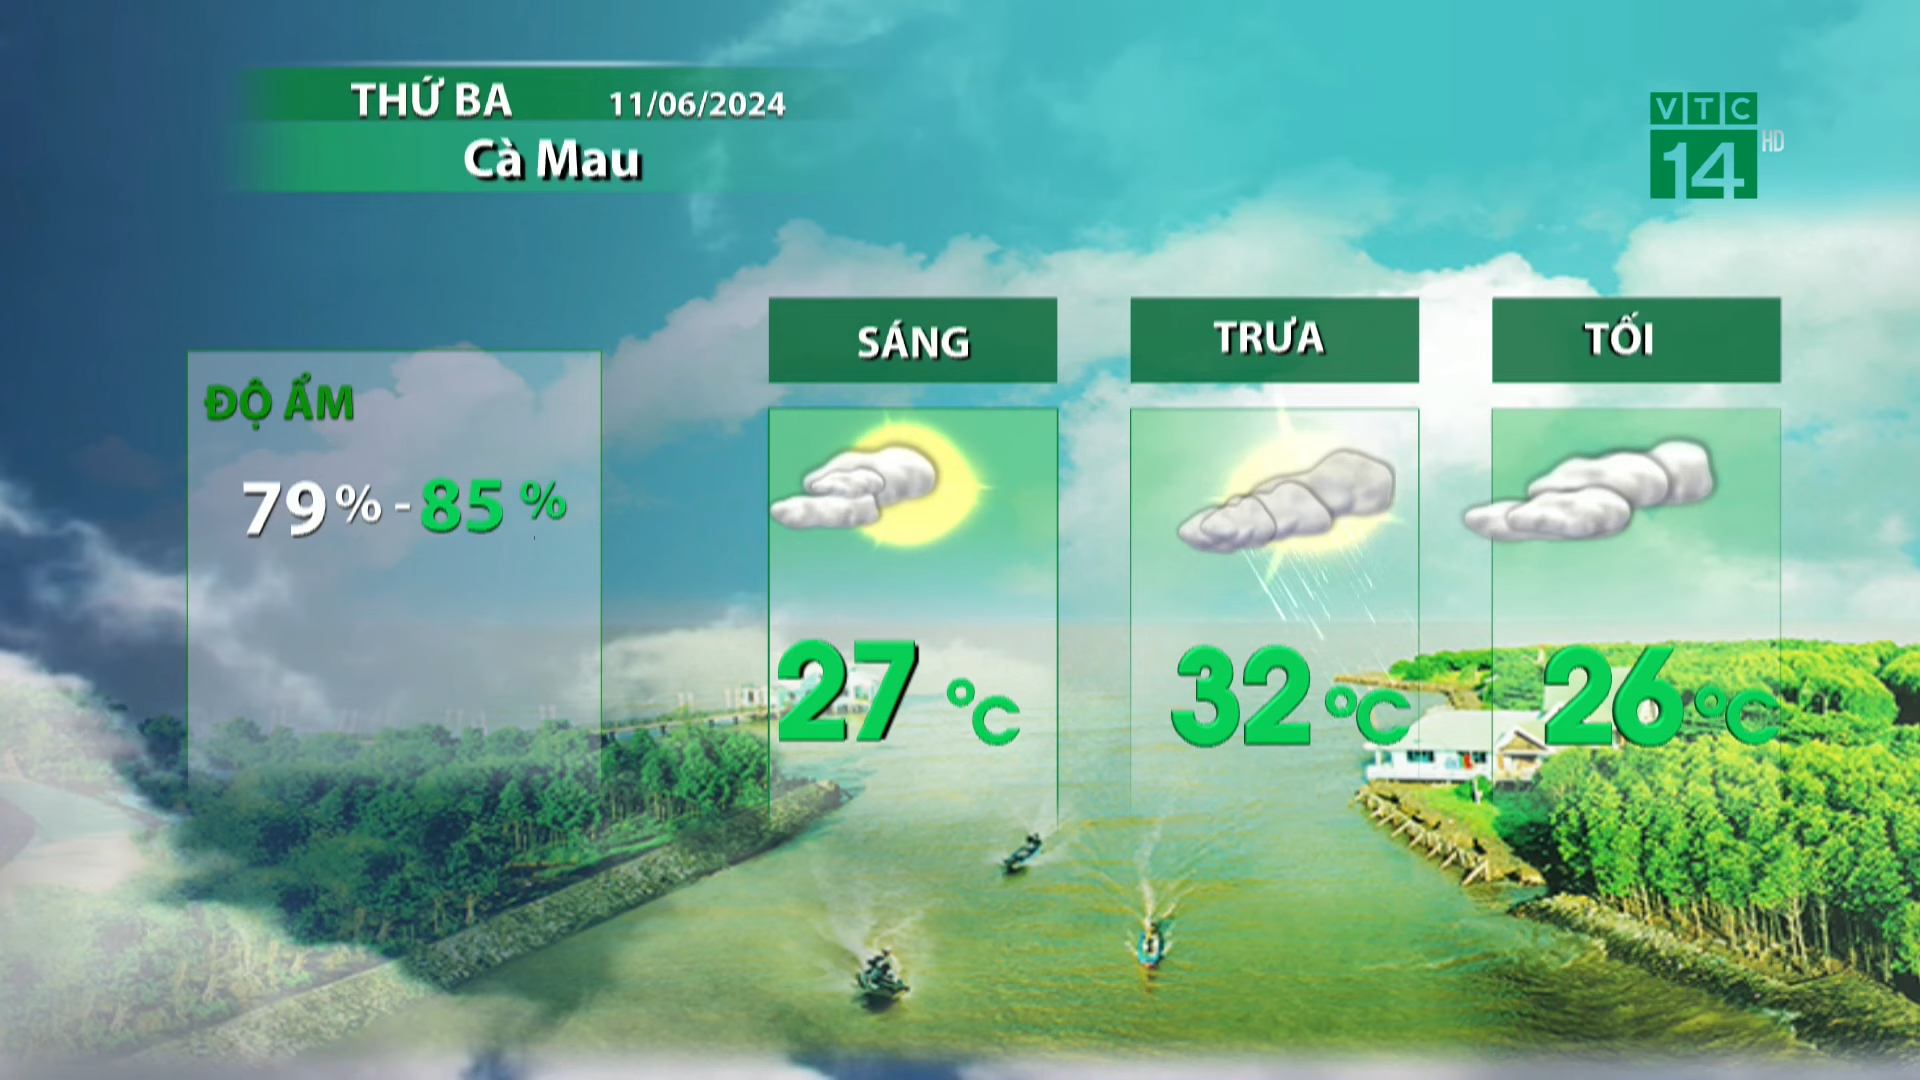 THỨ BA 11/06/2024
Cà Mau
VTC
14 HD
ĐỘ ẨM
79% - 85%
SÁNG
TRƯA
TỐI
27 °C
32 °C
26 °C